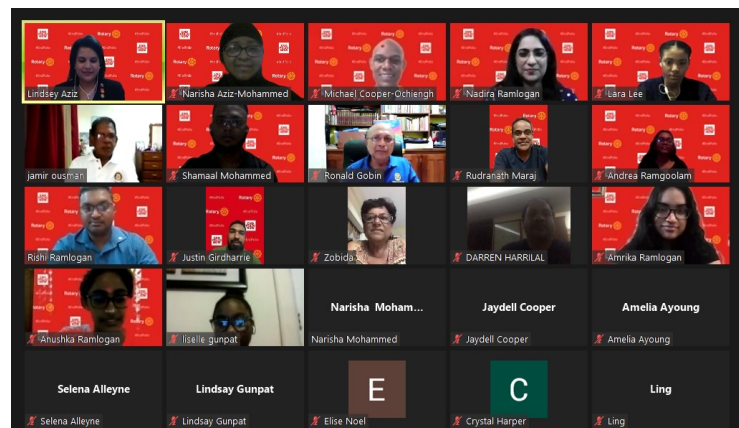 Rotary
Lindsey Aziz
Narisha Aziz-Mohammed
Michael Cooper-Ochiengh
Nadira Ramlogan
Lara Lee
jamir ousman
Shamaal Mohammed
Ronald Gobin
Rudranath Maraj
Andrea Ramgoolam
Rishi Ramlogan
Justin Girdharrie
Zobida
DARREN HARRILAL
Amrika Ramlogan
Anushka Ramlogan
liselle gunpat
Narisha Moham...
Narisha Mohammed
Jaydell Cooper
Jaydell Cooper
Amelia Ayoung
Amelia Ayoung
Selena Alleyne
Selena Alleyne
Lindsay Gunpat
Lindsay Gunpat
E
Elise Noel
C
Crystal Harper
Ling
Ling